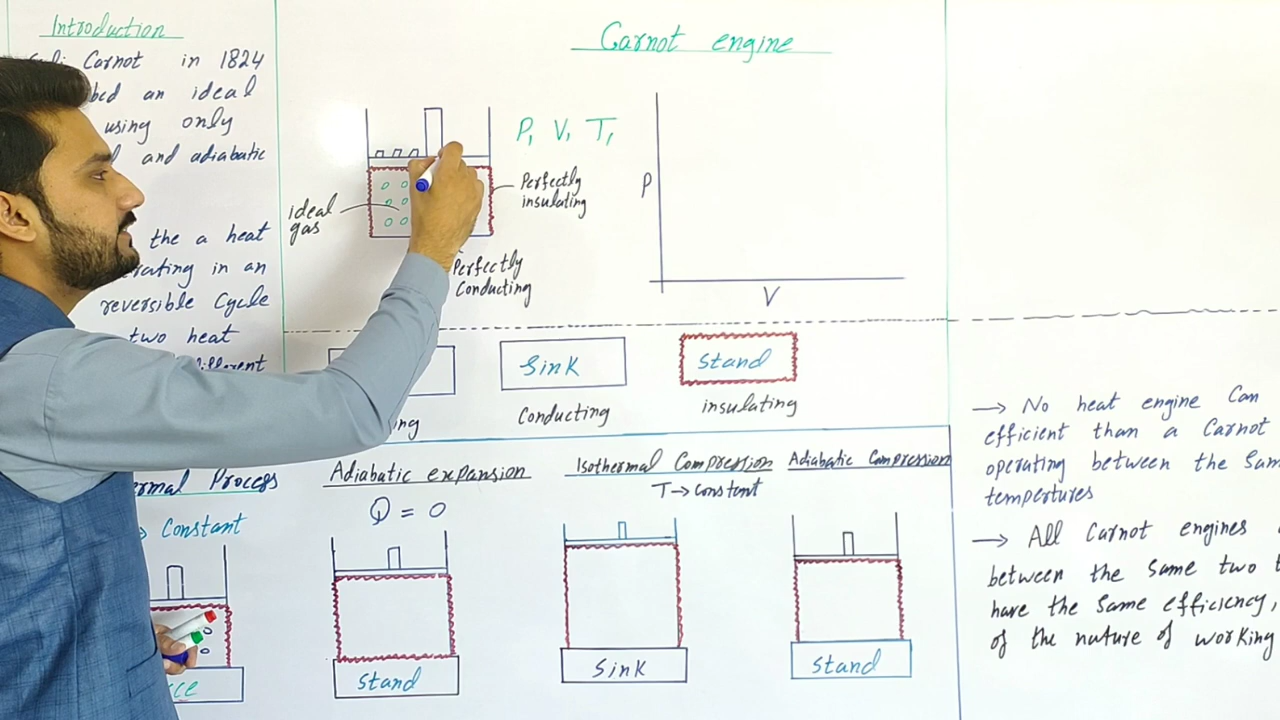 Introduction
Carnot in 1824
an ideal
using only
and adiabatic
the a heat
in an
reversible Cycle
two heat
Carnot engine
P₁ V₁ T₁
Perfectly
insulating
ideal
gas
Perfectly
Conducting
P
V
Sink
Conducting
Stand
insulating
Process
Constant
Adiabatic expansion
Q = 0
Stand
Isothermal Compression
T → Constant
Sink
Adiabatic Compression
Stand
→ No heat engine Can
efficient than a Carnot
operating between the Sam
tempertures
→ All Carnot engines
between the Same two t
have the Same efficiency,
of the nature of working